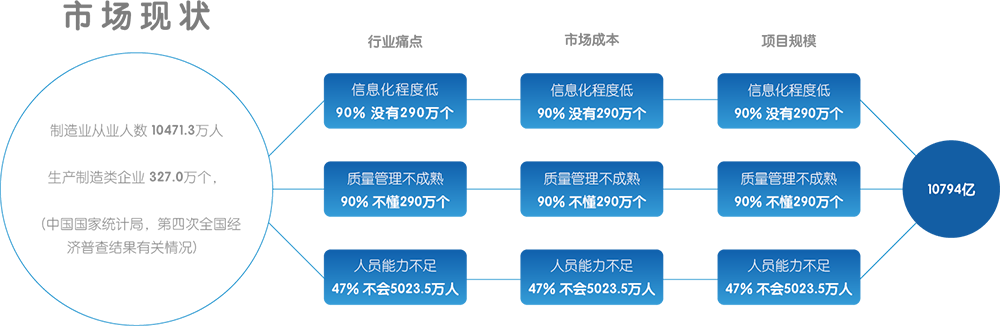 市场现状
制造业从业人数 10471.3万人
生产制造类企业 327.0万个，
（中国国家统计局，第四次全国经
济普查结果有关情况）
行业痛点
市场成本
项目规模
信息化程度低
90% 没有290万个
信息化程度低
90% 没有290万个
信息化程度低
90% 没有290万个
质量管理不成熟
90% 不懂290万个
质量管理不成熟
90% 不懂290万个
质量管理不成熟
90% 不懂290万个
人员能力不足
47% 不会5023.5万人
人员能力不足
47% 不会5023.5万人
人员能力不足
47% 不会5023.5万人
10794亿